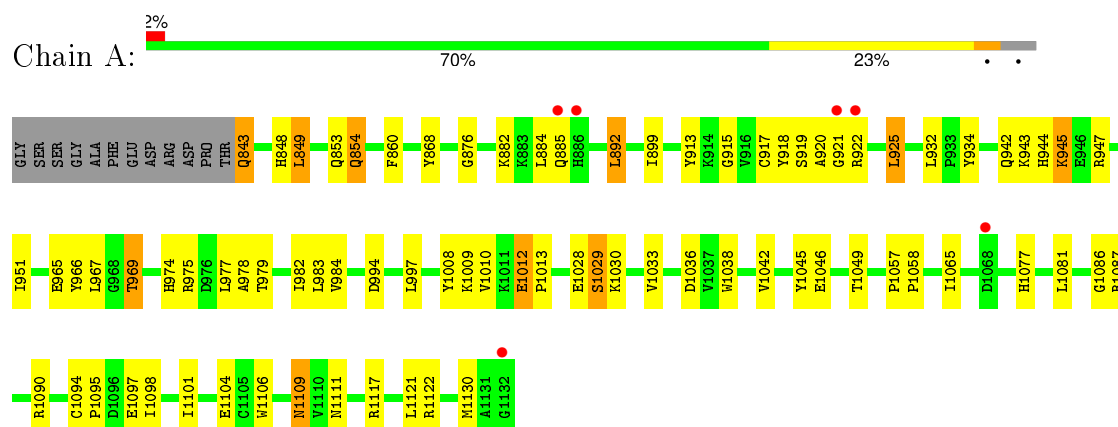 2%
Chain A:
70% 23% • •
GLY SER SER GLY ALA PHE GLU ASP ARG ASP PRO THR Q843 H848 L849 Q853 Q854 F860 Y868 G876 K882 K883 L884 Q885 H886 L892 I899 Y913 K914 G915 V916 C917 Y918 S919 A920 G921 R922 L925 L932 P933 Y934 Q942 K943 H944 K945 E946 R947
I951 E965 Y966 L967 G968 T969 H974 R975 D976 L977 A978 T979 I982 L983 V984 D994 L997 Y1008 K1009 V1010 K1011 E1012 P1013 E1028 S1029 K1030 V1033 D1036 V1037 W1038 V1042 Y1045 E1046 T1049 P1057 P1058 I1065 D1068 H1077 L1081 G1086 R1087
R1090 C1094 P1095 D1096 E1097 I1098 I1101 E1104 C1105 W1106 N1109 V1110 N1111 R1117 L1121 R1122 M1130 A1131 G1132